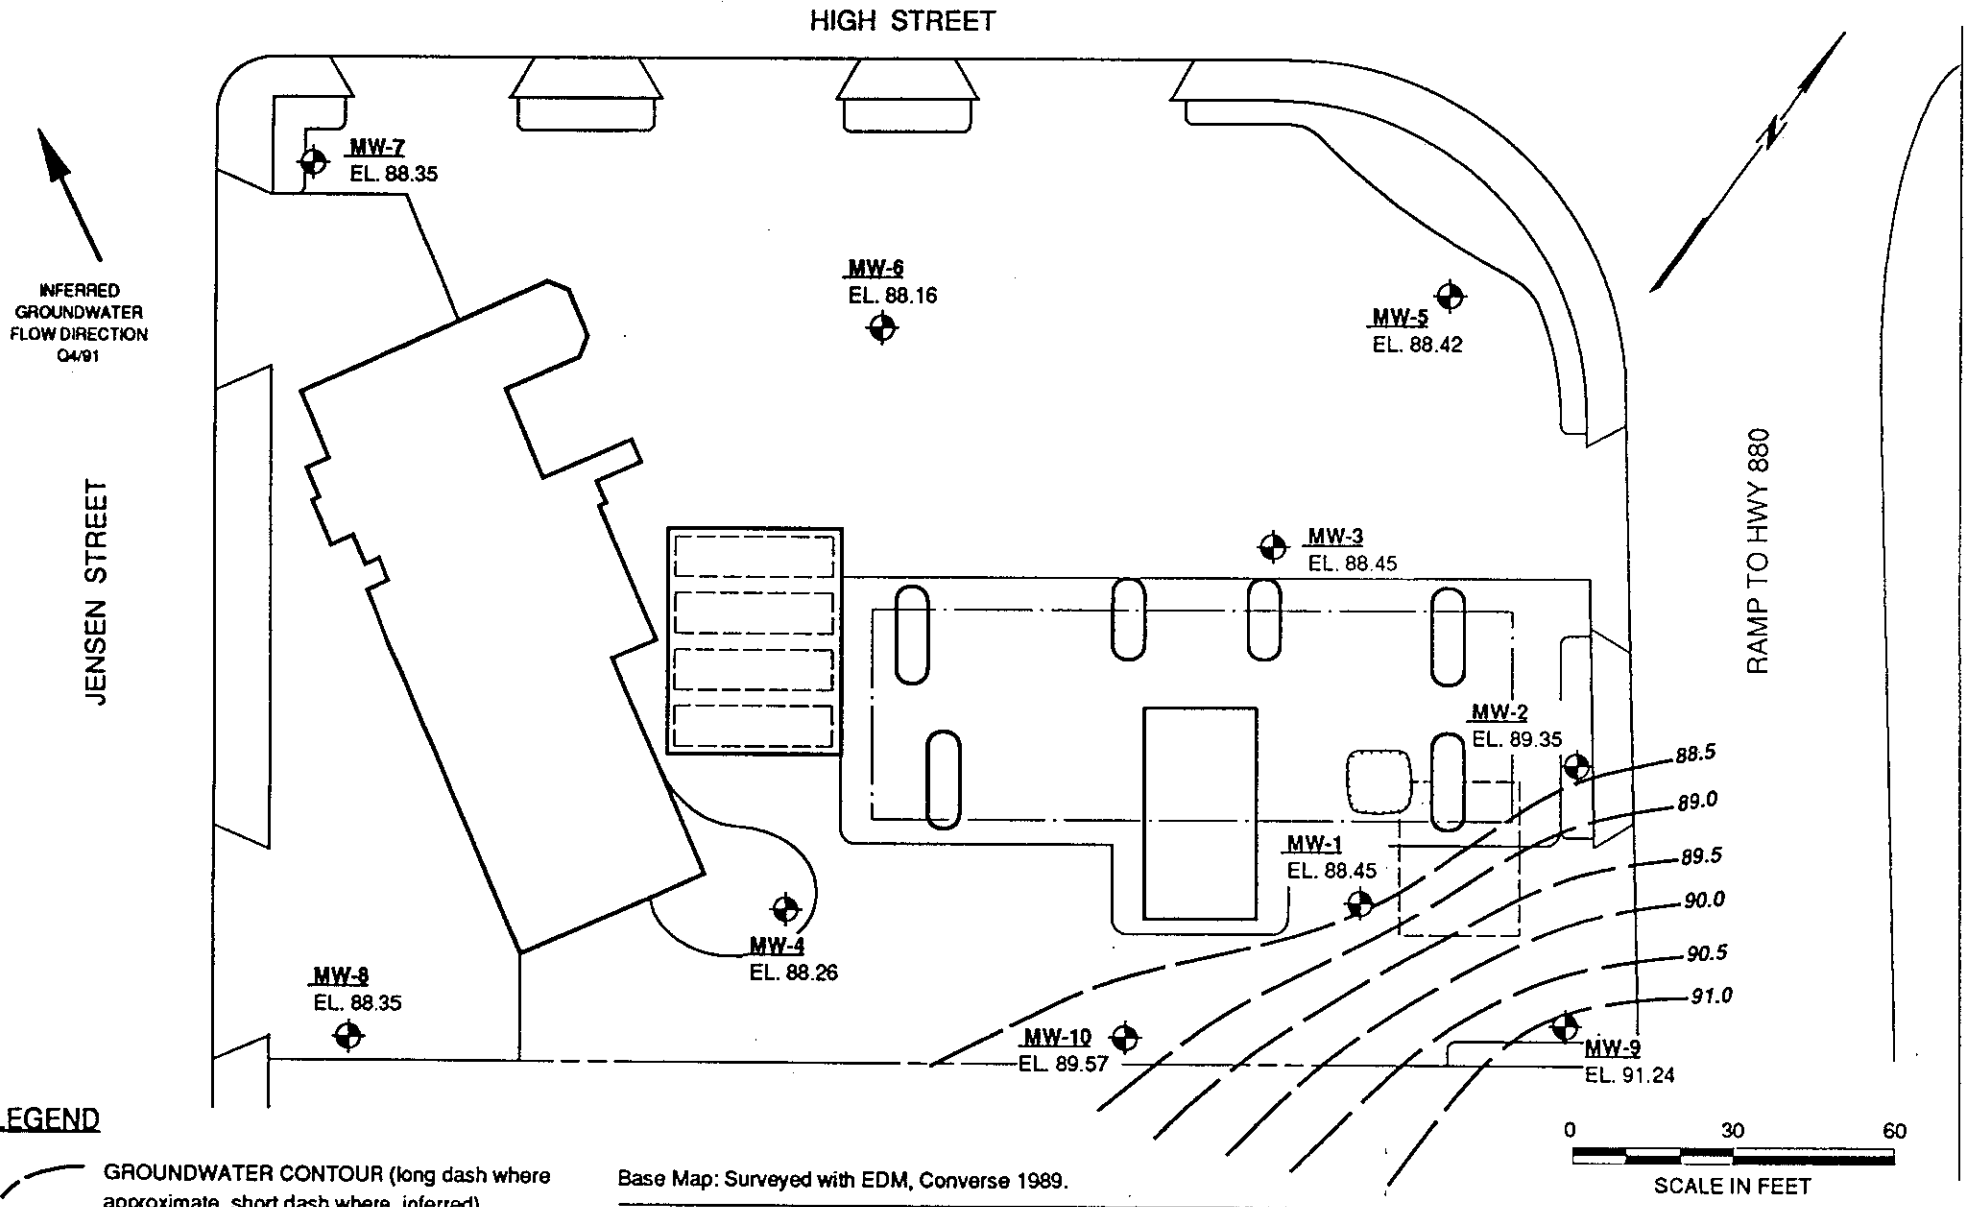 HIGH STREET
MW-7
EL. 88.35
INFERRED
GROUNDWATER
FLOW DIRECTION
Q4/91
N
MW-6
EL. 88.16
MW-5
EL. 88.42
JENSEN STREET
RAMP TO HWY 880
MW-3
EL. 88.45
MW-2
EL. 89.35
88.5
89.0
89.5
90.0
90.5
91.0
MW-1
EL. 88.45
MW-4
EL. 88.26
MW-8
EL. 88.35
MW-10
EL. 89.57
MW-9
EL. 91.24
EGEND
GROUNDWATER CONTOUR (long dash where
approximate, short dash where inferred)
Base Map: Surveyed with EDM, Converse 1989.
0 30 60
SCALE IN FEET